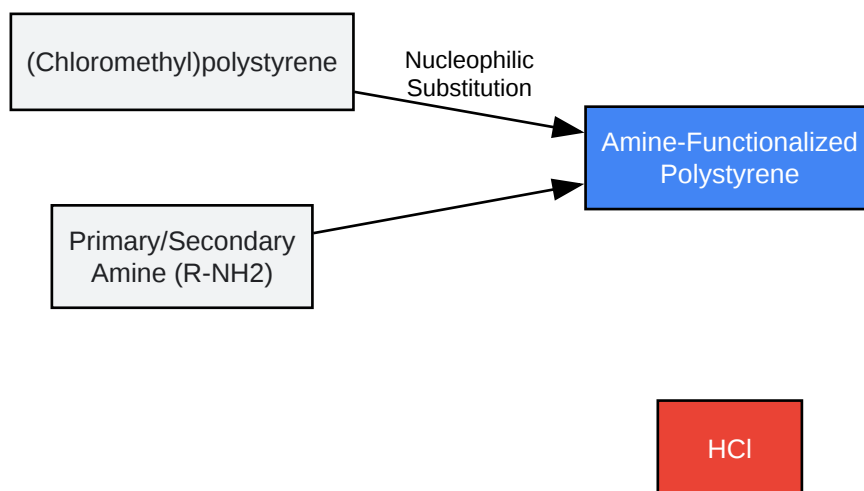 (Chloromethyl)polystyrene
Nucleophilic
Substitution
Amine-Functionalized
Polystyrene
Primary/Secondary
Amine (R-NH2)
HCl